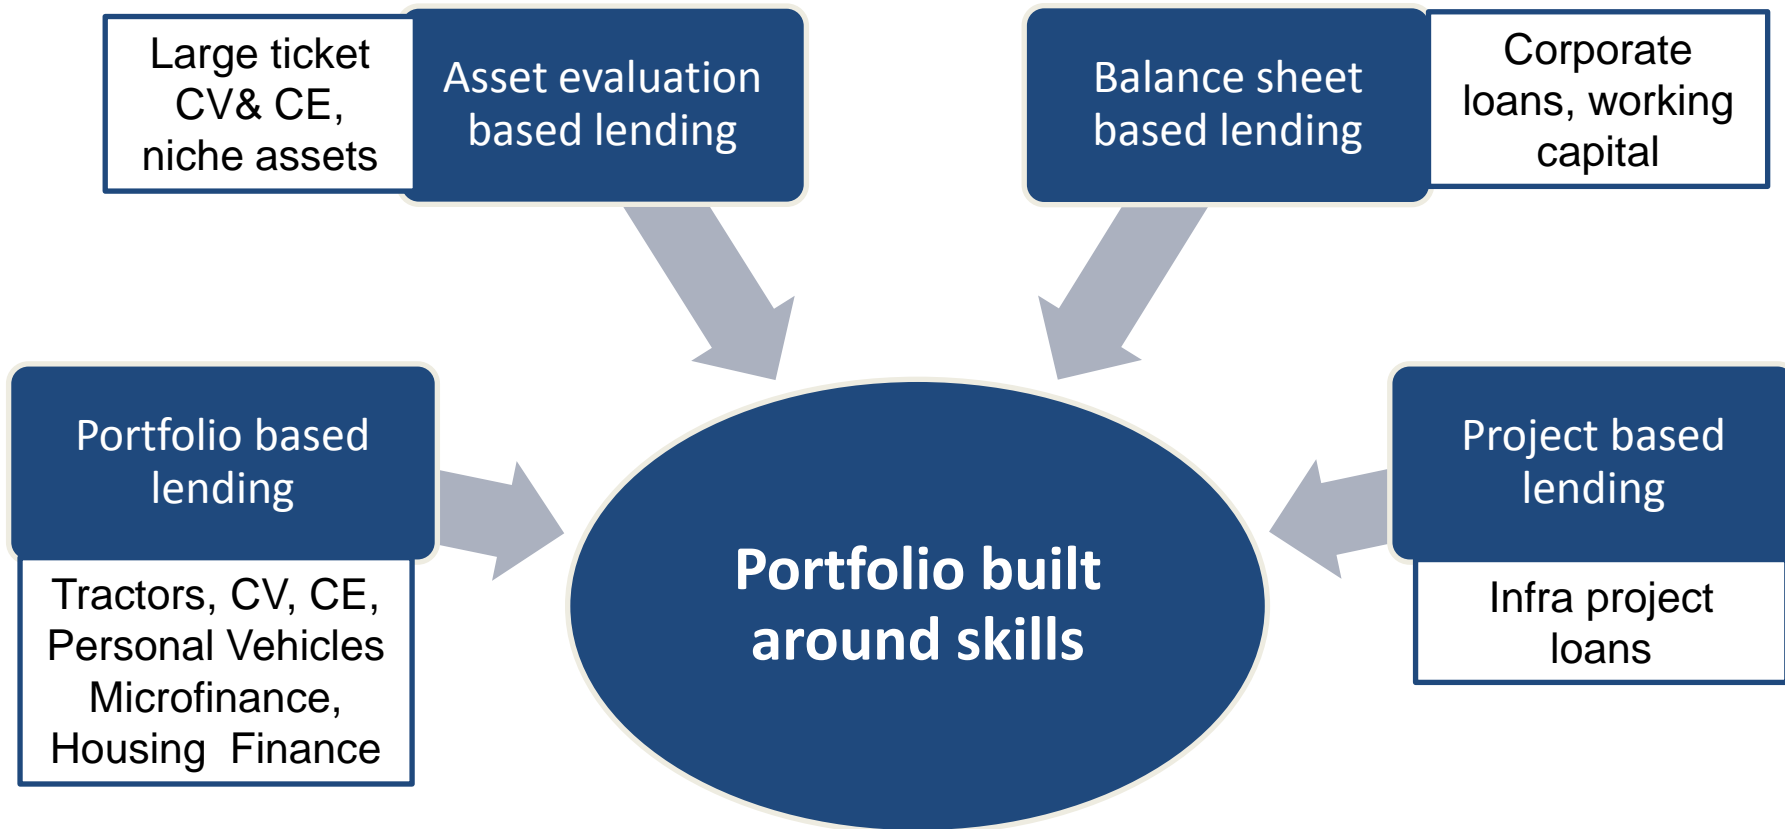 Large ticket
CV& CE,
niche assets
Asset evaluation
based lending
Balance sheet
based lending
Corporate
loans, working
capital
Portfolio based
lending
Tractors, CV, CE,
Personal Vehicles
Microfinance,
Housing  Finance
Portfolio built
around skills
Project based
lending
Infra project
loans